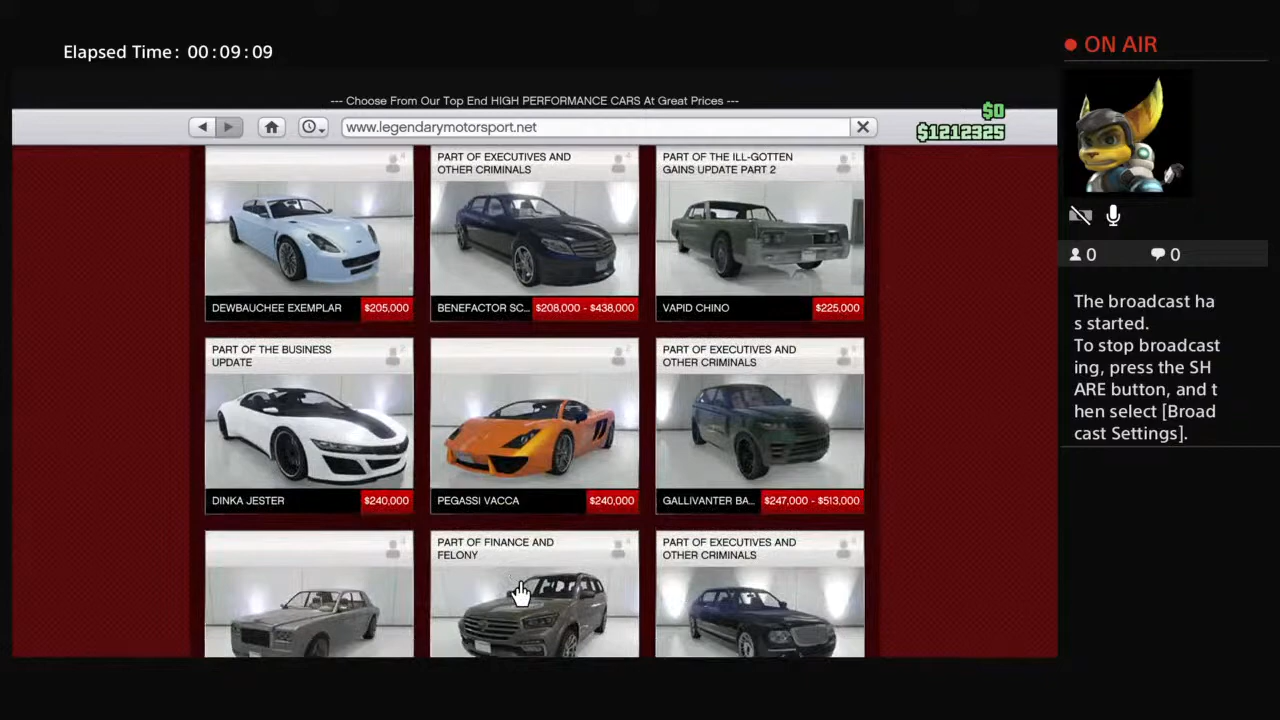 Elapsed Time: 00:09:09
ON AIR
--- Choose From Our Top End HIGH PERFORMANCE CARS At Great Prices ---
www.legendarymotorsport.net
$0
$1212325
PART OF EXECUTIVES AND
OTHER CRIMINALS
PART OF THE ILL-GOTTEN
GAINS UPDATE PART 2
DEWBAUCHEE EXEMPLAR $205,000
BENEFACTOR SC... $208,000 - $438,000
VAPID CHINO $225,000
PART OF THE BUSINESS
UPDATE
PART OF EXECUTIVES AND
OTHER CRIMINALS
DINKA JESTER $240,000
PEGASSI VACCA $240,000
GALLIVANTER BA... $247,000 - $513,000
PART OF FINANCE AND
FELONY
PART OF EXECUTIVES AND
OTHER CRIMINALS
0 0
The broadcast ha
s started.
To stop broadcast
ing, press the SH
ARE button, and t
hen select [Broad
cast Settings].